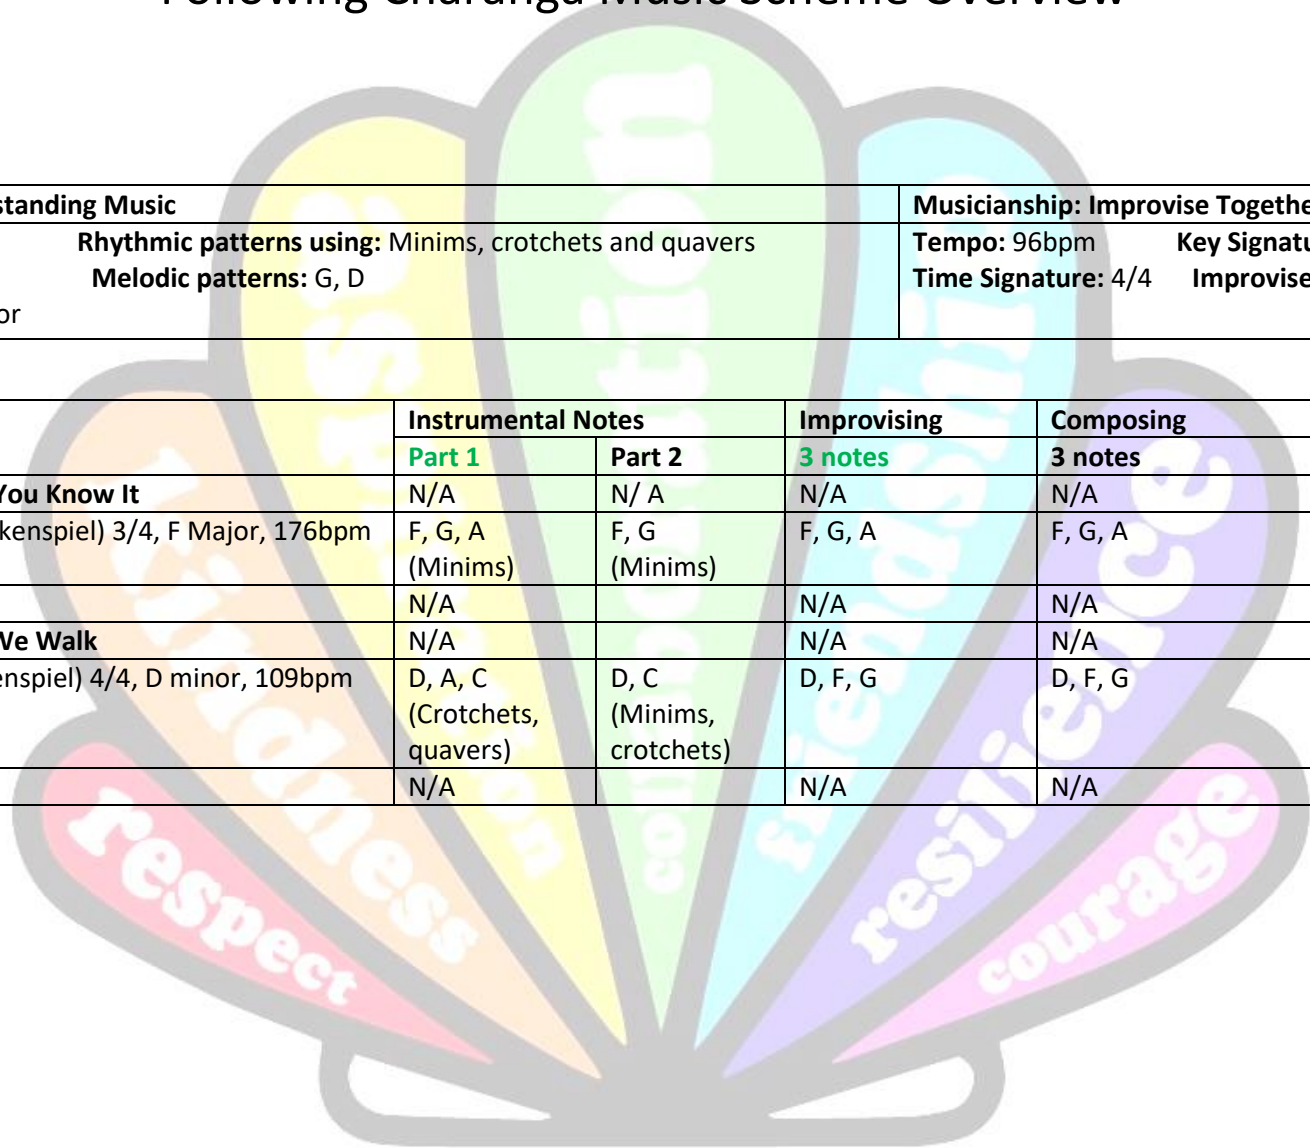 Following Charanga Music Scheme Overview
standing Music Musicianship: Improvise Togethe
Rhythmic patterns using: Minims, crotchets and quavers Tempo: 96bpm Key Signatu
Melodic patterns: G, D Time Signature: 4/4 Improvise
or
Instrumental Notes Improvising Composing
Part 1 Part 2 3 notes 3 notes
You Know It N/A N/ A N/A N/A
kenspiel) 3/4, F Major, 176bpm F, G, A F, G F, G, A F, G, A
(Minims) (Minims)
N/A N/A N/A
We Walk N/A N/A N/A
enspiel) 4/4, D minor, 109bpm D, A, C D, C D, F, G D, F, G
(Crotchets, (Minims,
quavers) crotchets)
N/A N/A N/A
respect
kindness
friendship
resilience
courage